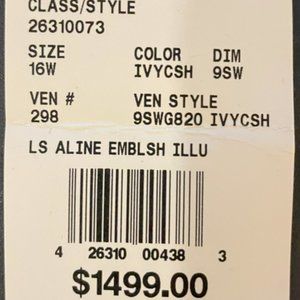 CLASS/STYLE
26310073
SIZE COLOR DIM
16W IVYCSH 9SW
VEN # VEN STYLE
298 9SWG820 IVYCSH
LS ALINE EMBLSH ILLU
4 26310 00438 3
$1499.00